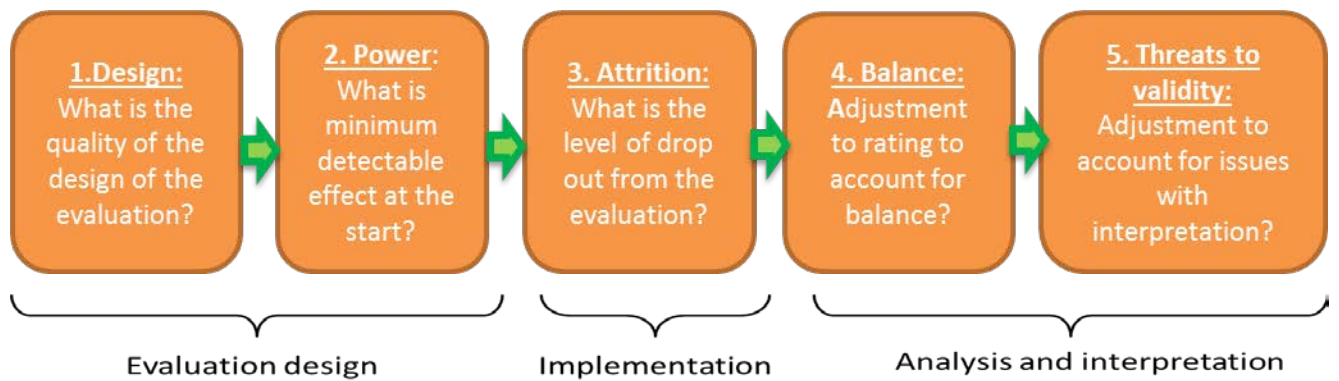 1.Design:
What is the
quality of the
design of the
evaluation?
2. Power:
What is
minimum
detectable
effect at the
start?
3. Attrition:
What is the
level of drop
out from the
evaluation?
4. Balance:
Adjustment
to rating to
account for
balance?
5. Threats to
validity:
Adjustment to
account for issues
with
interpretation?
Evaluation design
Implementation
Analysis and interpretation